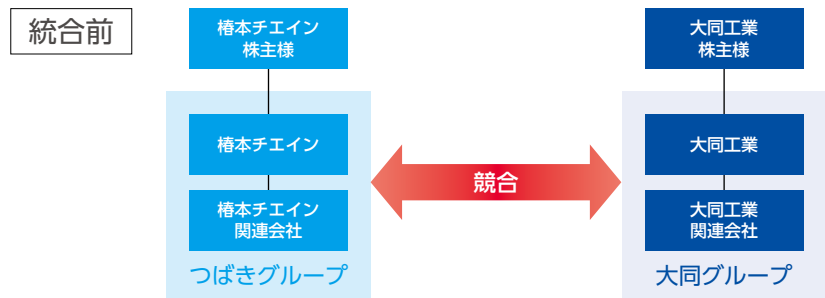 統合前
椿本チエイン
株主様
大同工業
株主様
椿本チエイン
大同工業
競合
椿本チエイン
関連会社
大同工業
関連会社
つばきグループ
大同グループ